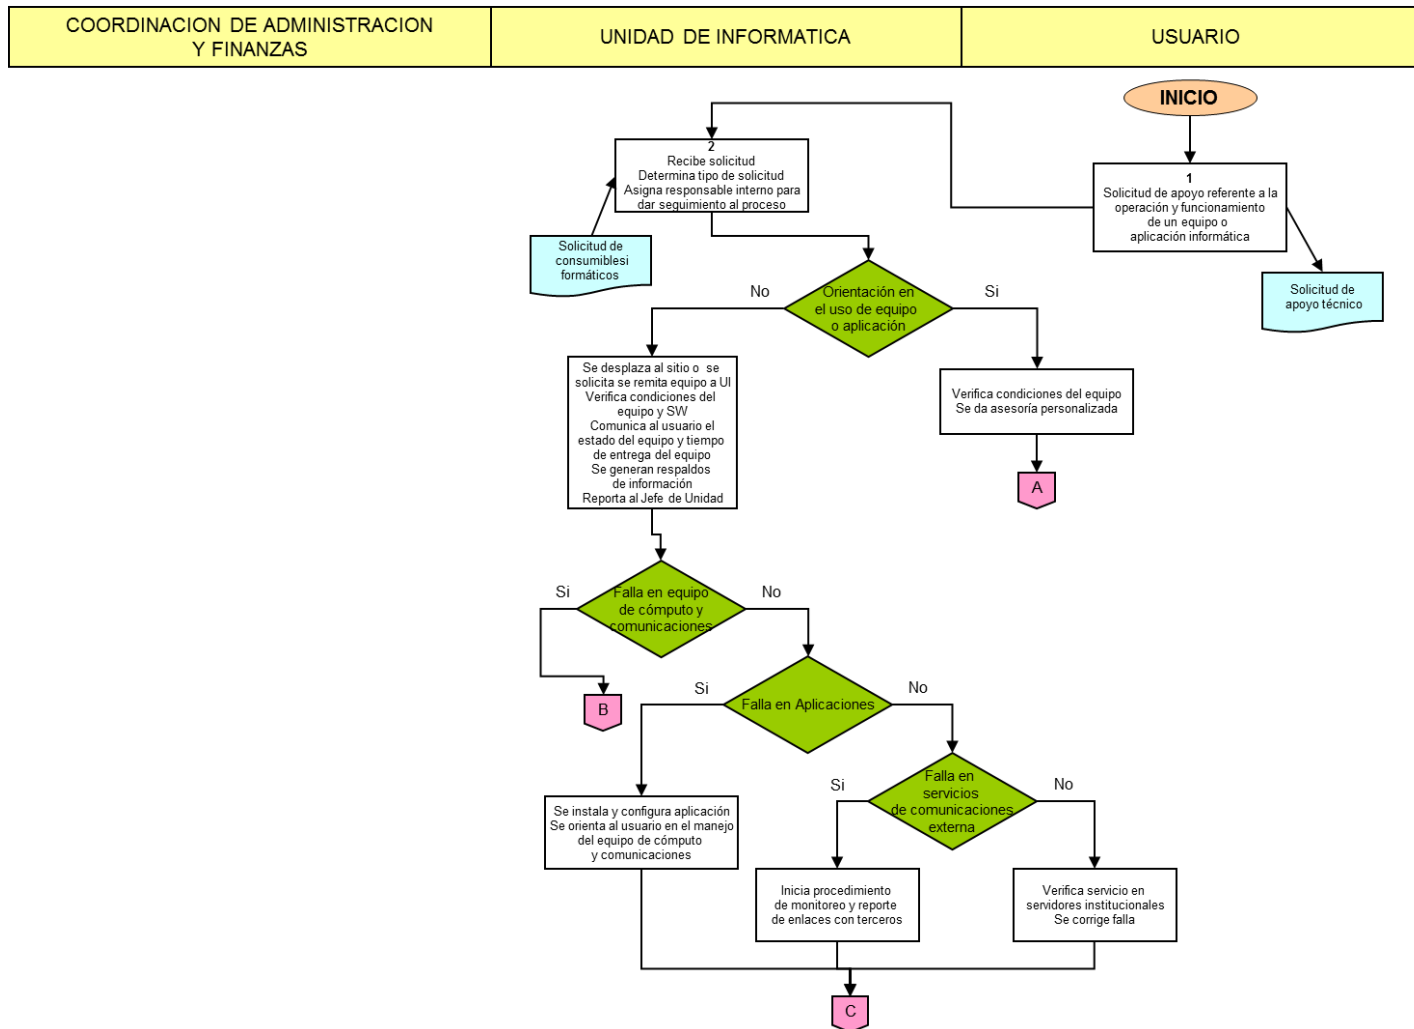 COORDINACION DE ADMINISTRACION
Y FINANZAS
UNIDAD DE INFORMATICA
USUARIO
INICIO
1
Solicitud de apoyo referente a la
operación y funcionamiento
de un equipo o
aplicación informática
Solicitud de
apoyo técnico
2
Recibe solicitud
Determina tipo de solicitud
Asigna responsable interno para
dar seguimiento al proceso
Solicitud de
consumiblesi
formáticos
Orientación en
el uso de equipo
o aplicación
No
Si
Se desplaza al sitio o se
solicita se remita equipo a UI
Verifica condiciones del
equipo y SW
Comunica al usuario el
estado del equipo y tiempo
de entrega del equipo
Se generan respaldos
de información
Reporta al Jefe de Unidad
Verifica condiciones del equipo
Se da asesoría personalizada
A
Falla en equipo
de cómputo y
comunicaciones
Si
No
B
Falla en Aplicaciones
Si
No
Falla en
servicios
de comunicaciones
externa
Si
No
Se instala y configura aplicación
Se orienta al usuario en el manejo
del equipo de cómputo
y comunicaciones
Inicia procedimiento
de monitoreo y reporte
de enlaces con terceros
Verifica servicio en
servidores institucionales
Se corrige falla
C